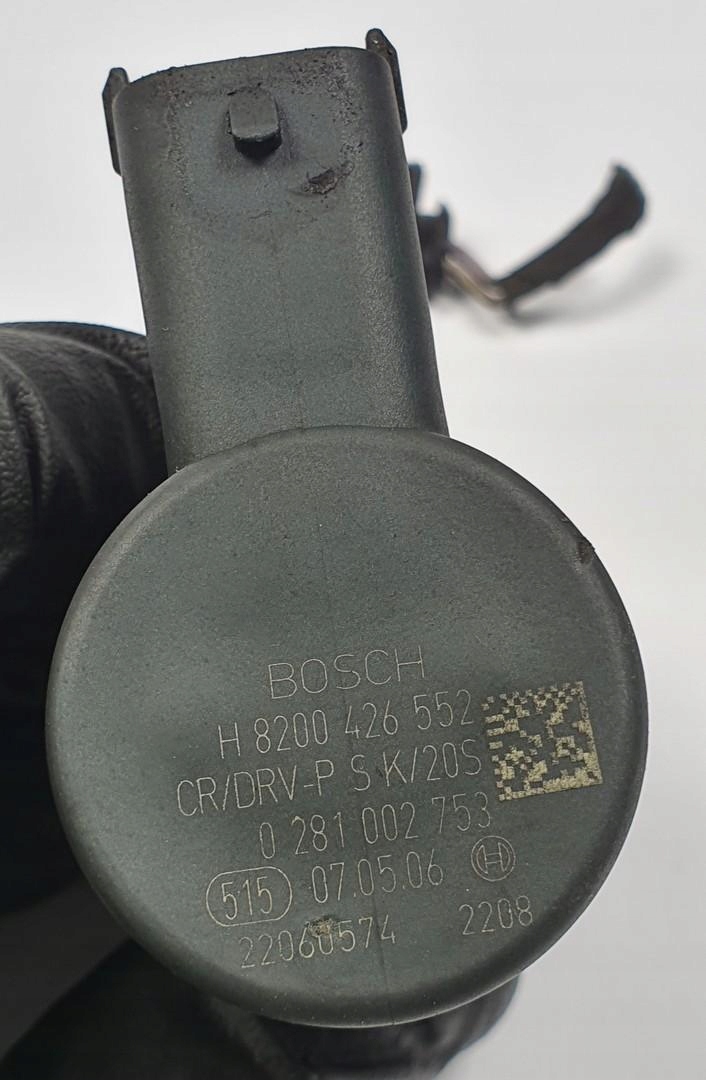 BOSCH
H 8200 426 552
CR/DRV-P S K/20S
0 281 002 753
515 07.05.06 H
22060574 2208